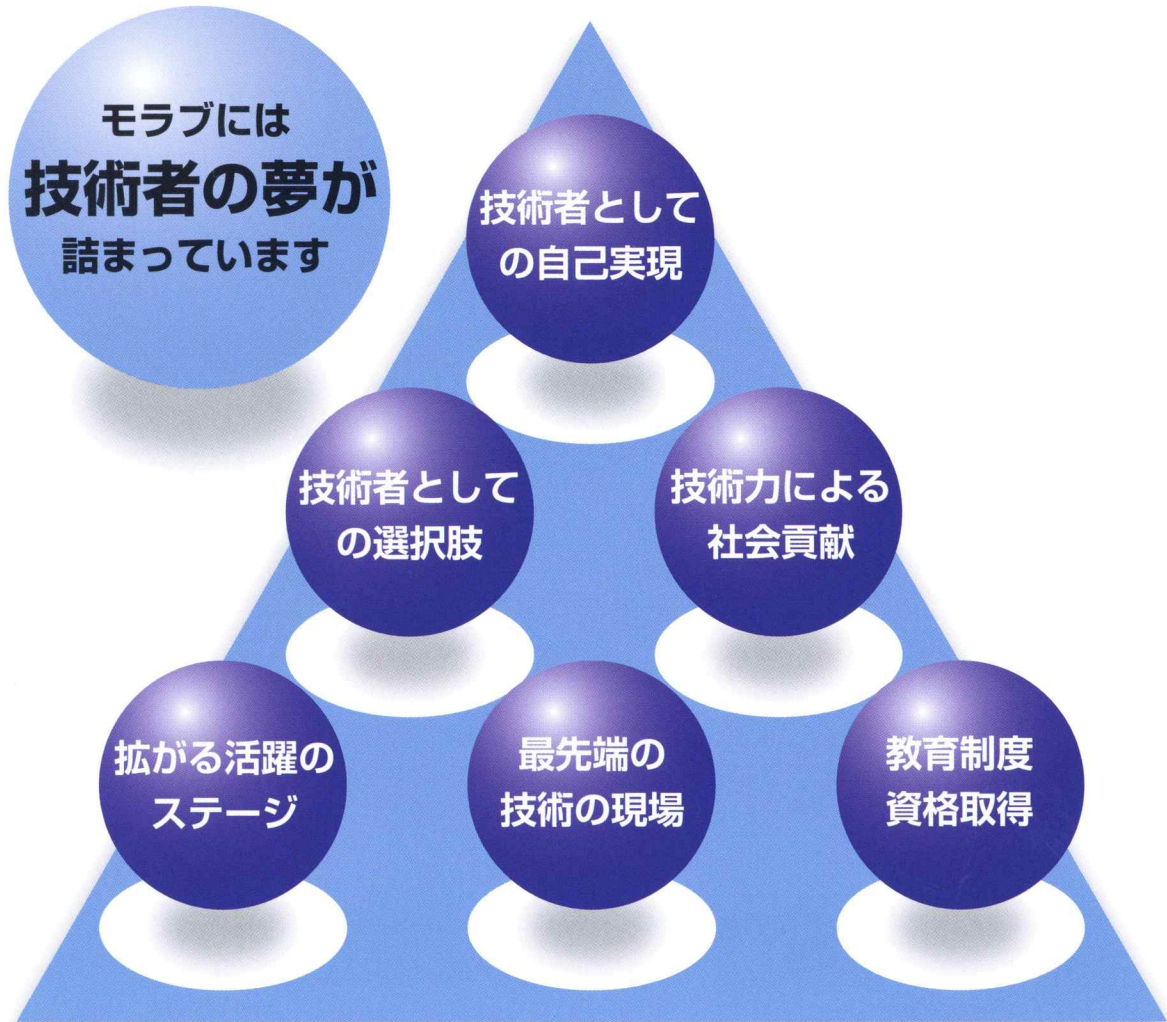 モラブには
技術者の夢が
詰まっています
技術者として
の自己実現
技術者として
の選択肢
技術力による
社会貢献
拡がる活躍の
ステージ
最先端の
技術の現場
教育制度
資格取得